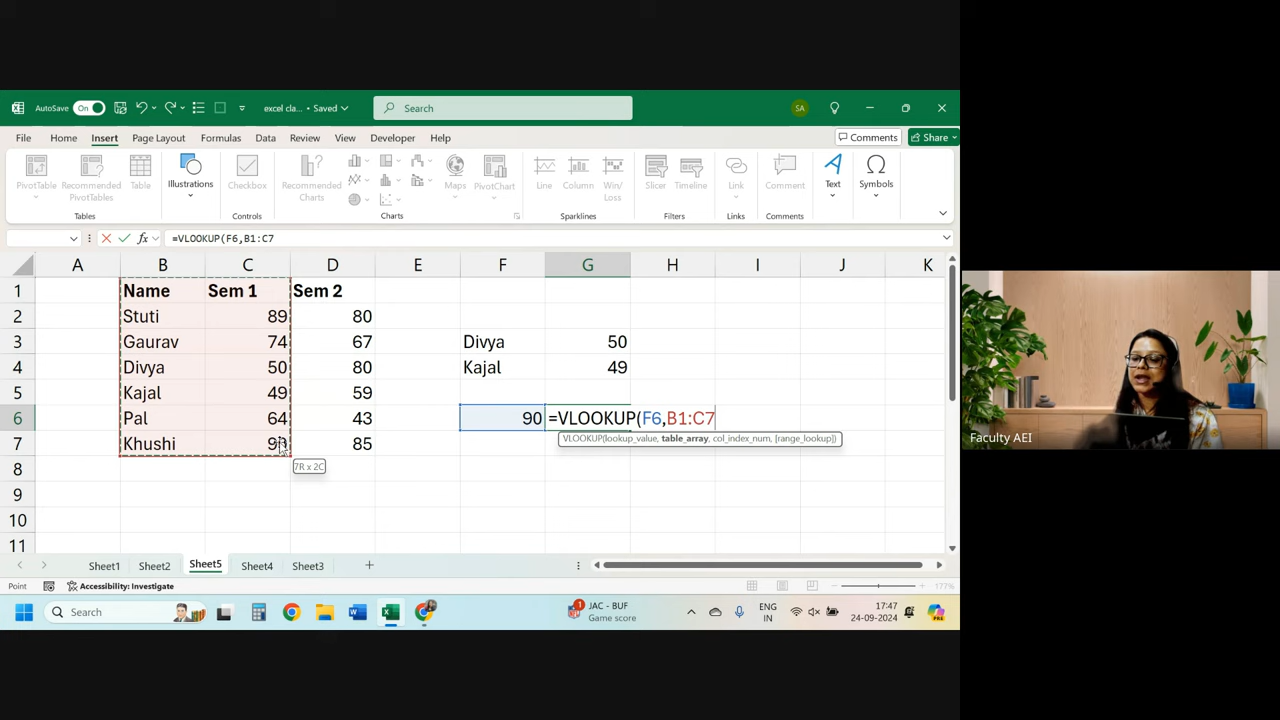 AutoSave On excel cla... • Saved Search SA
File Home Insert Page Layout Formulas Data Review View Developer Help Comments Share
PivotTable Recommended PivotTables Table Illustrations Checkbox Recommended Charts Maps PivotChart Line Column Win/Loss Slicer Timeline Link Comment Text Symbols
Tables Controls Charts Sparklines Filters Links Comments
fx =VLOOKUP(F6,B1:C7
A B C D E F G H I J K
1 Name Sem 1 Sem 2
2 Stuti 89 80
3 Gaurav 74 67 Divya 50
4 Divya 50 80 Kajal 49
5 Kajal 49 59
6 Pal 64 43 90 =VLOOKUP(F6,B1:C7
VLOOKUP(lookup_value, table_array, col_index_num, [range_lookup])
7 Khushi 85
7R x 2C
8
9
10
11
Sheet1 Sheet2 Sheet5 Sheet4 Sheet3 +
Point Accessibility: Investigate 177%
Search JAC - BUF Game score 1 ENG IN 17:47 24-09-2024 PRE
Faculty AEI